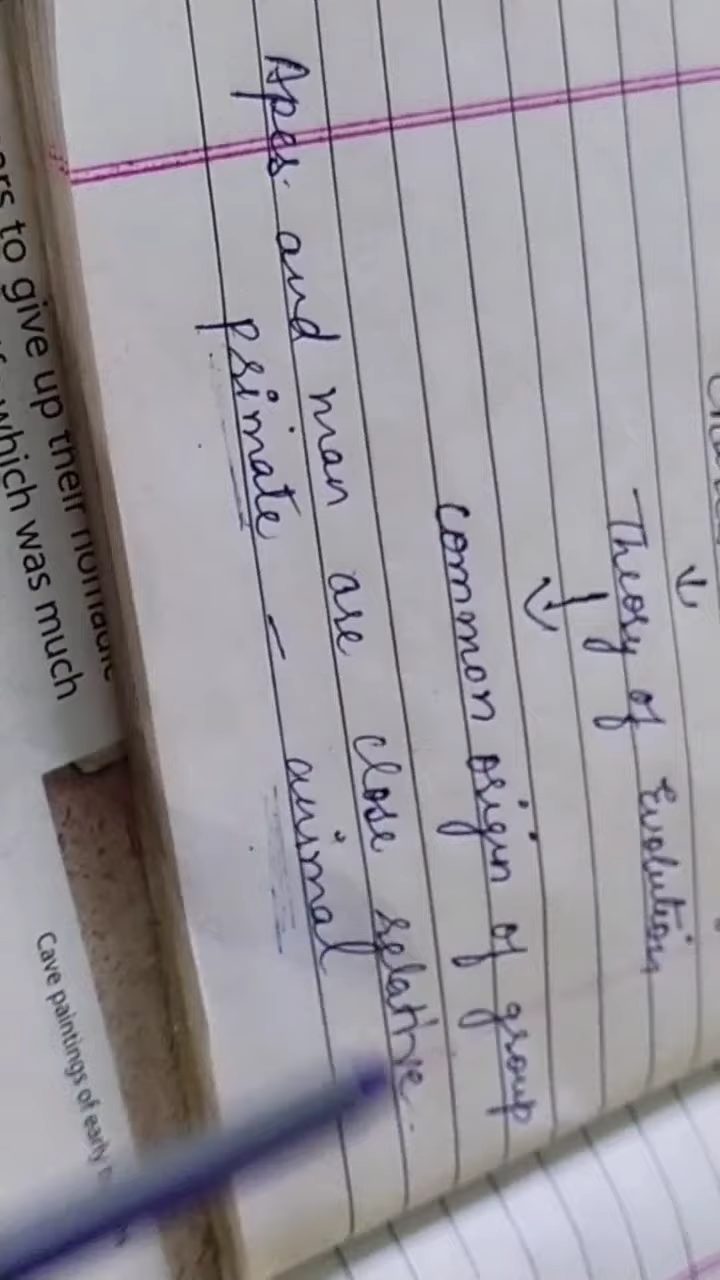 ↓
Theory of Evolution
↓
Common origin of group
Apes and man are close relative.
primate – animal
to give up their
which was much
Cave paintings of early